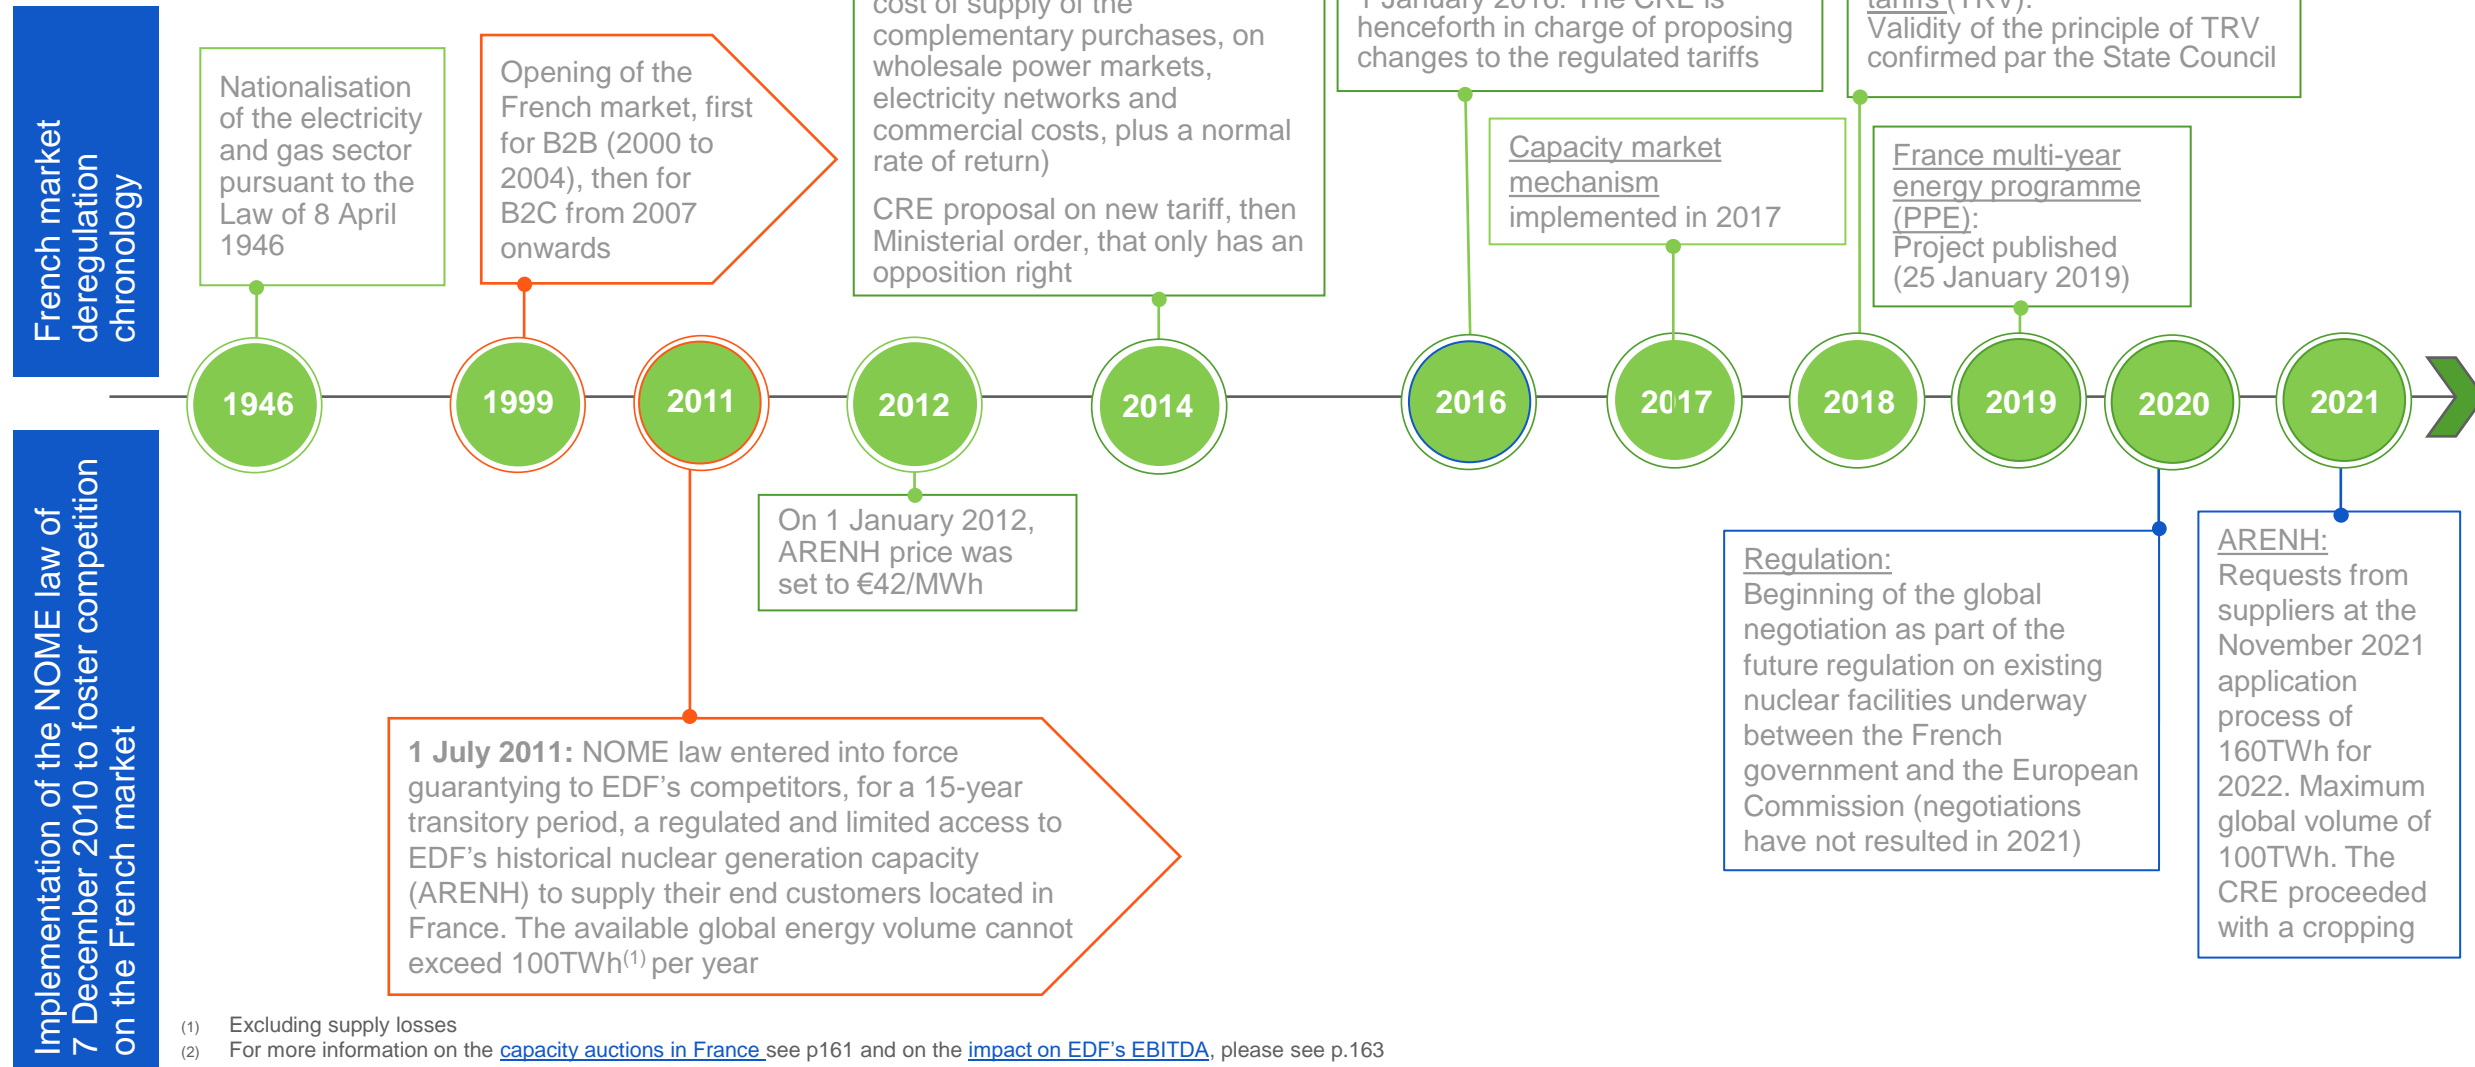 French market
deregulation
chronology
Nationalisation
of the electricity
and gas sector
pursuant to the
Law of 8 April
1946
Opening of the
French market, first
for B2B (2000 to
2004), then for
B2C from 2007
onwards
cost of supply of the
complementary purchases, on
wholesale power markets,
electricity networks and
commercial costs, plus a normal
rate of return)
CRE proposal on new tariff, then
Ministerial order, that only has an
opposition right
1 January 2016. The CRE is
henceforth in charge of proposing
changes to the regulated tariffs
Capacity market
mechanism
implemented in 2017
tarifs (TRV):
Validity of the principle of TRV
confirmed par the State Council
France multi-year
energy programme
(PPE):
Project published
(25 January 2019)
1946
1999
2011
2012
2014
2016
2017
2018
2019
2020
2021
Implementation of the NOME law of
7 December 2010 to foster competition
on the French market
On 1 January 2012,
ARENH price was
set to €42/MWh
1 July 2011: NOME law entered into force
guarantying to EDF’s competitors, for a 15-year
transitory period, a regulated and limited access to
EDF’s historical nuclear generation capacity
(ARENH) to supply their end customers located in
France. The available global energy volume cannot
exceed 100TWh(1) per year
Regulation:
Beginning of the global
negotiation as part of the
future regulation on existing
nuclear facilities underway
between the French
government and the European
Commission (negotiations
have not resulted in 2021)
ARENH:
Requests from
suppliers at the
November 2021
application
process of
160TWh for
2022. Maximum
global volume of
100TWh. The
CRE proceeded
with a cropping
(1) Excluding supply losses
(2) For more information on the capacity auctions in France see p161 and on the impact on EDF’s EBITDA, please see p.163